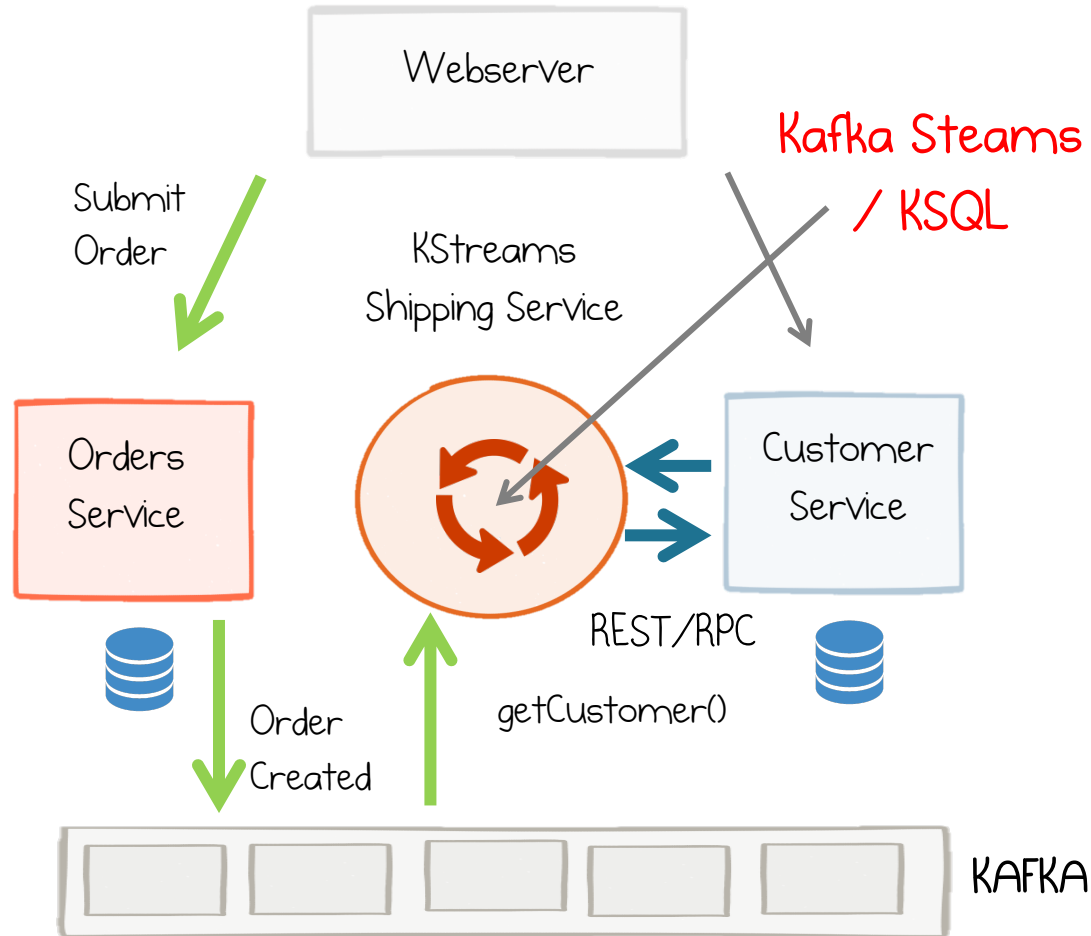 Webserver
Kafka Steams
/ KSQL
Submit
Order
KStreams
Shipping Service
Orders
Service
Customer
Service
REST/RPC
getCustomer()
Order
Created
KAFKA